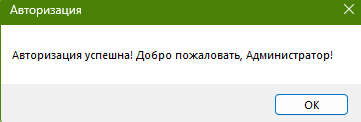 Авторизация
Авторизация успешна! Добро пожаловать, Администратор!
OK